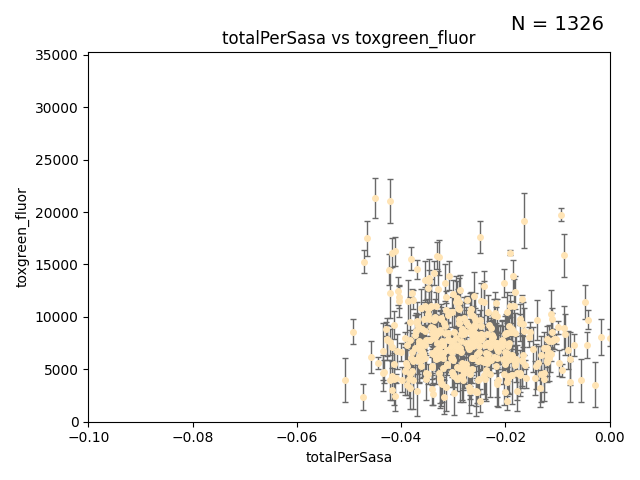 N = 1326
totalPerSasa vs toxgreen_fluor
toxgreen_fluor
35000
30000
25000
20000
15000
10000
5000
0
−0.10 −0.08 −0.06 −0.04 −0.02 0.00
totalPerSasa